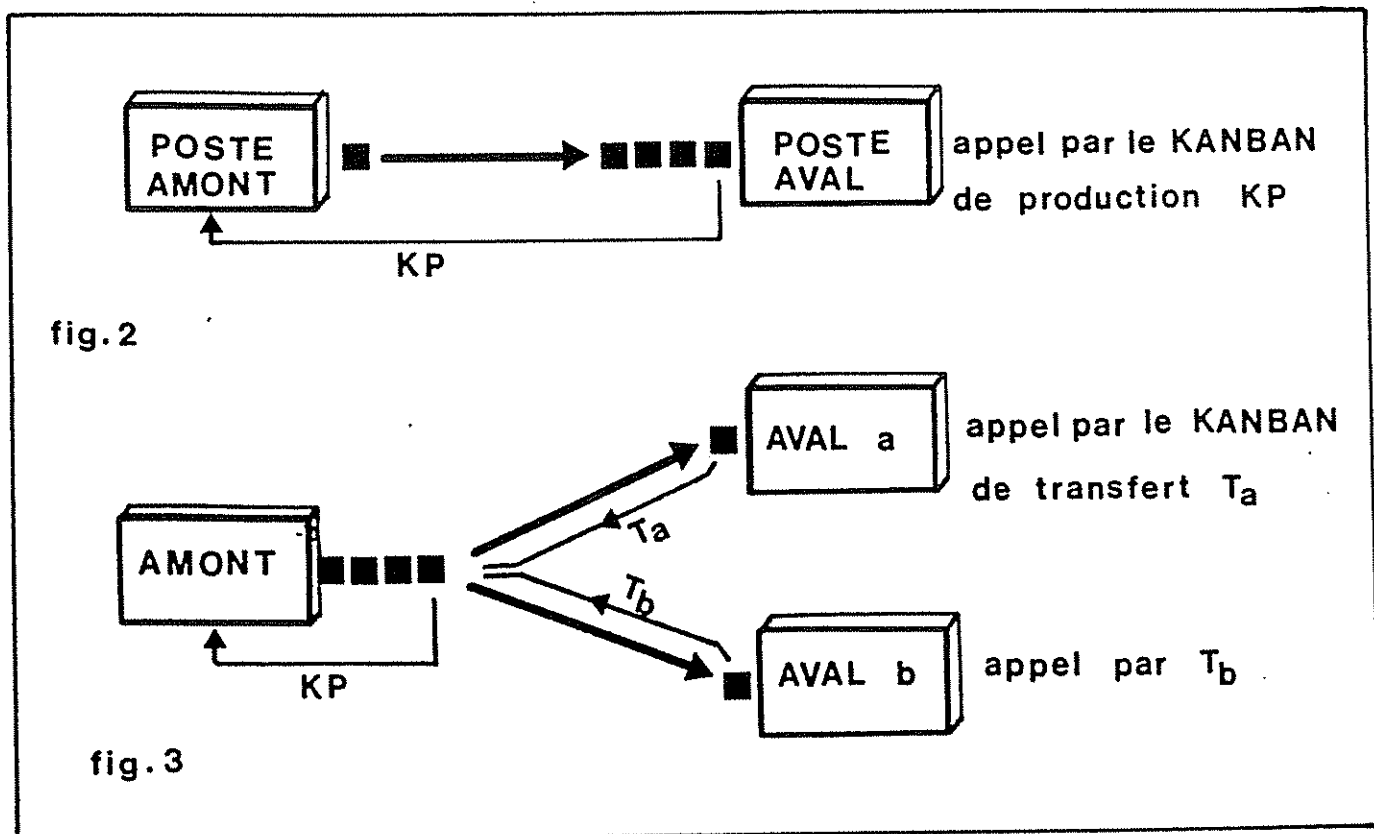 POSTE
AMONT
POSTE
AVAL
appel par le KANBAN
de production KP
KP
fig.2
AVAL a
appel par le KANBAN
de transfert Ta
Ta
AMONT
Tb
KP
AVAL b
appel par Tb
fig.3